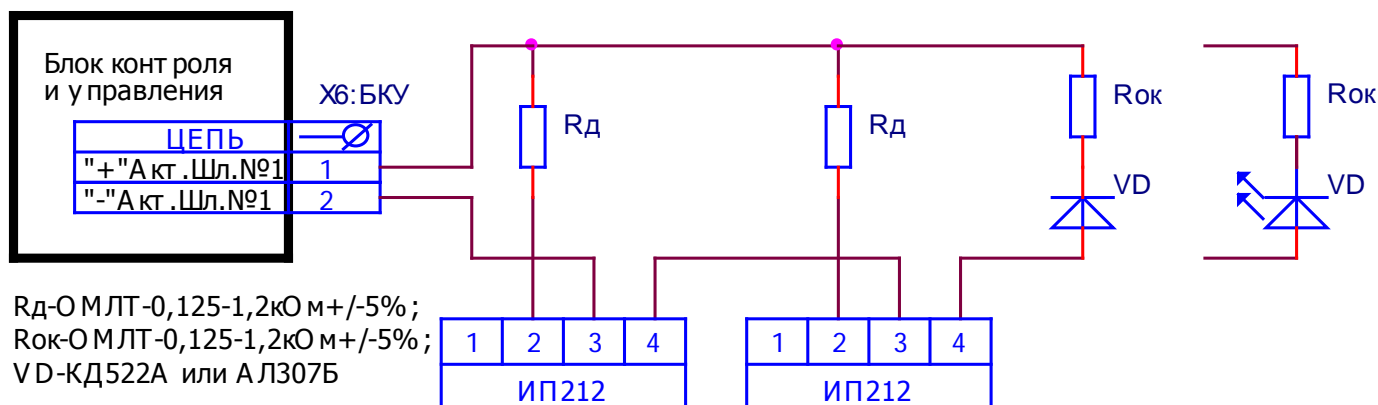 Блок контроля
и управления
X6:БКУ
ЦЕПЬ
"+"Акт.Шл.№1 1
"-"Акт.Шл.№1 2
Rд
Rд
Rок
Rок
VD
VD
Rд-ОМЛТ-0,125-1,2кОм+/-5%;
Rок-ОМЛТ-0,125-1,2кОм+/-5%;
VD-КД522А или АЛ307Б
1 2 3 4
ИП212
1 2 3 4
ИП212